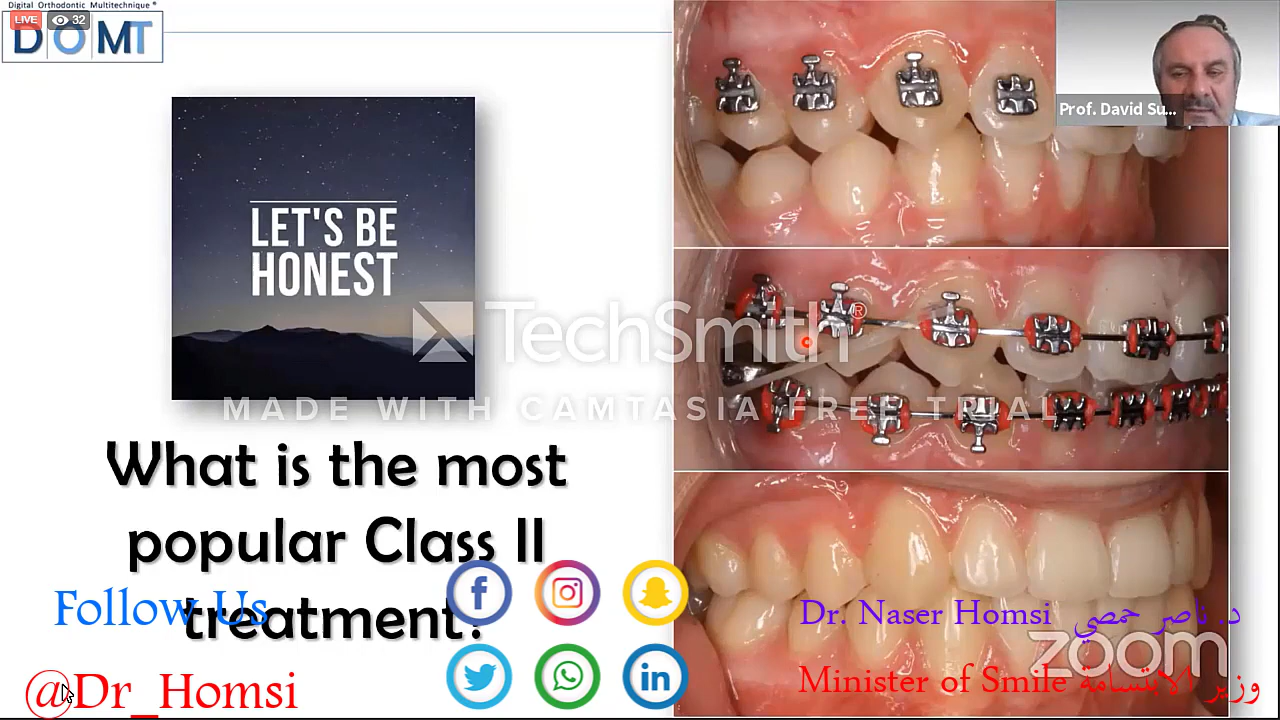 Digital Orthodontic Multitechnique®
LIVE 32
DOMT
Prof. David Su...
LET'S BE
HONEST
TechSmith®
MADE WITH CAMTASIA FREE TRIAL
What is the most
popular Class II
treatment?
Follow Us
@Dr_Homsi
Dr. Naser Homsi د. ناصر حمصي
zoom
Minister of Smile وزير الابتسامة